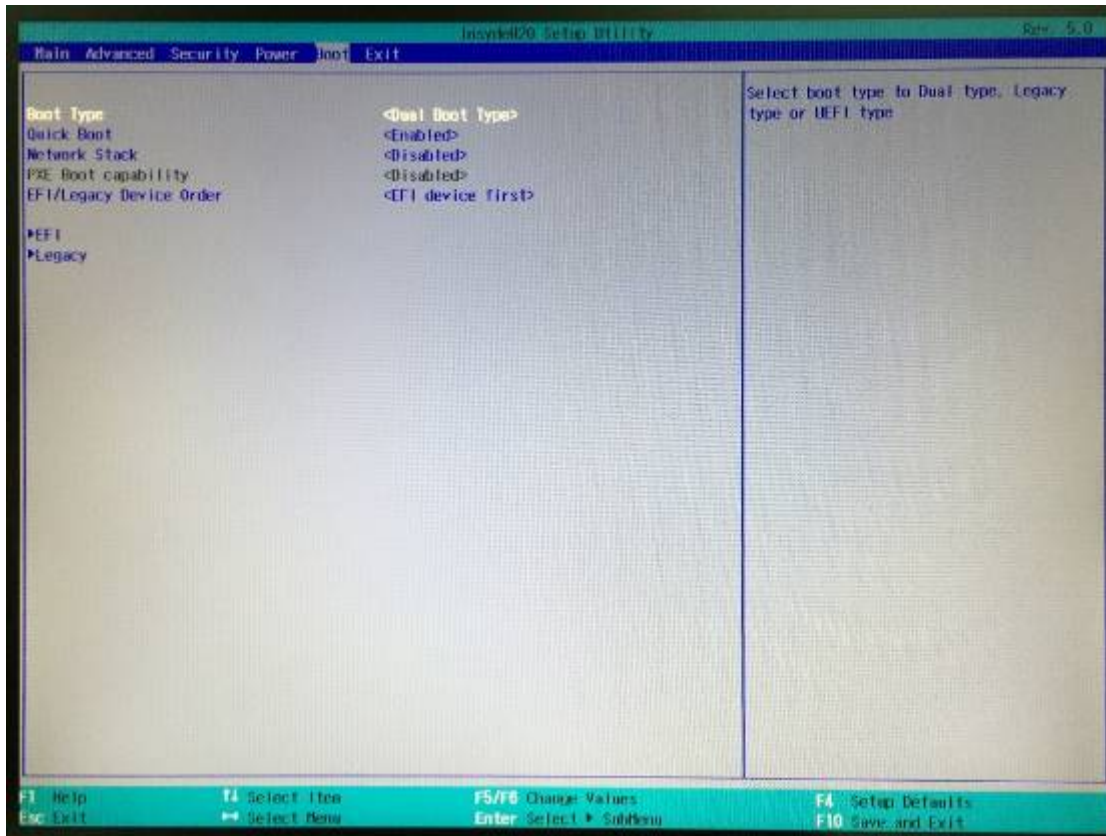 InsydeH20 Setup Utility Rev. 5.0
Main Advanced Security Power Boot Exit
Boot Type <Dual Boot Type>
Quick Boot <Enabled>
Network Stack <Disabled>
PXE Boot capability <Disabled>
EFI/Legacy Device Order <EFI device first>
▶EFI
▶Legacy
Select boot type to Dual type, Legacy
type or UEFI type
F1 Help ↑↓ Select Item F5/F6 Change Values F4 Setup Defaults
Esc Exit ↔ Select Menu Enter Select ▶ SubMenu F10 Save and Exit